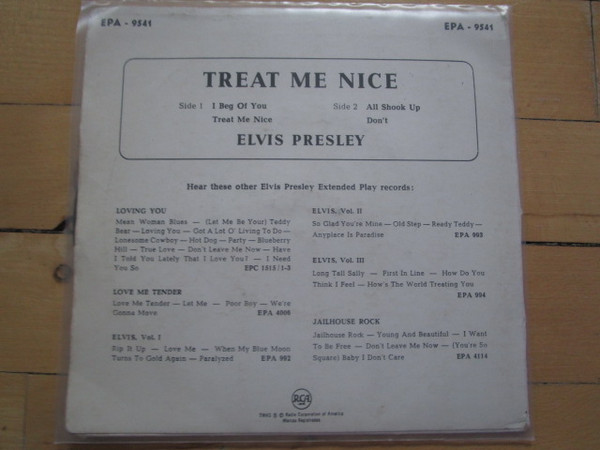 EPA - 9541 EPA - 9541
TREAT ME NICE
Side 1 I Beg Of You Side 2 All Shook Up
Treat Me Nice Don't
ELVIS PRESLEY
Hear these other Elvis Presley Extended Play records:
LOVING YOU
Mean Woman Blues — (Let Me Be Your) Teddy
Bear — Loving You — Got A Lot O' Living To Do —
Lonesome Cowboy — Hot Dog — Party — Blueberry
Hill — True Love — Don't Leave Me Now — Have
I Told You Lately That I Love You? — I Need
You So EPC 1515/1-2
LOVE ME TENDER
Love Me Tender — Let Me — Poor Boy — We're
Gonna Move EPA 4006
ELVIS, Vol. I
Rip It Up — Love Me — When My Blue Moon
Turns To Gold Again — Paralyzed EPA 992
ELVIS, Vol. II
So Glad You're Mine — Old Step — Ready Teddy —
Anyplace Is Paradise EPA 993
ELVIS, Vol. III
Long Tall Sally — First In Line — How Do You
Think I Feel — How's The World Treating You
EPA 994
JAILHOUSE ROCK
Jailhouse Rock — Young And Beautiful — I Want
To Be Free — Don't Leave Me Now — (You're So
Square) Baby I Don't Care EPA 4114
RCA
TMK(s) ® © Radio Corporation of America
Marcas Registradas